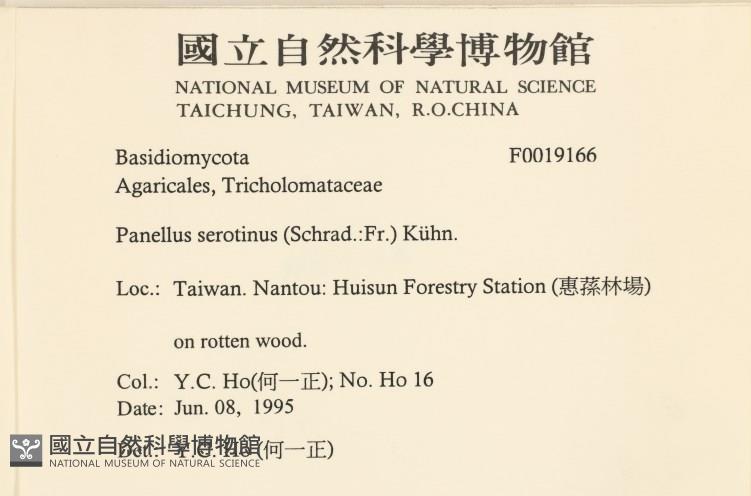 國立自然科學博物館
NATIONAL MUSEUM OF NATURAL SCIENCE
TAICHUNG, TAIWAN, R.O.CHINA
Basidiomycota F0019166
Agaricales, Tricholomataceae
Panellus serotinus (Schrad.:Fr.) Kühn.
Loc.: Taiwan. Nantou: Huisun Forestry Station (惠蓀林場)
on rotten wood.
Col.: Y.C. Ho(何一正); No. Ho 16
Date: Jun. 08, 1995
Det.: Y.C. Ho (何一正)
國立自然科學博物館
NATIONAL MUSEUM OF NATURAL SCIENCE